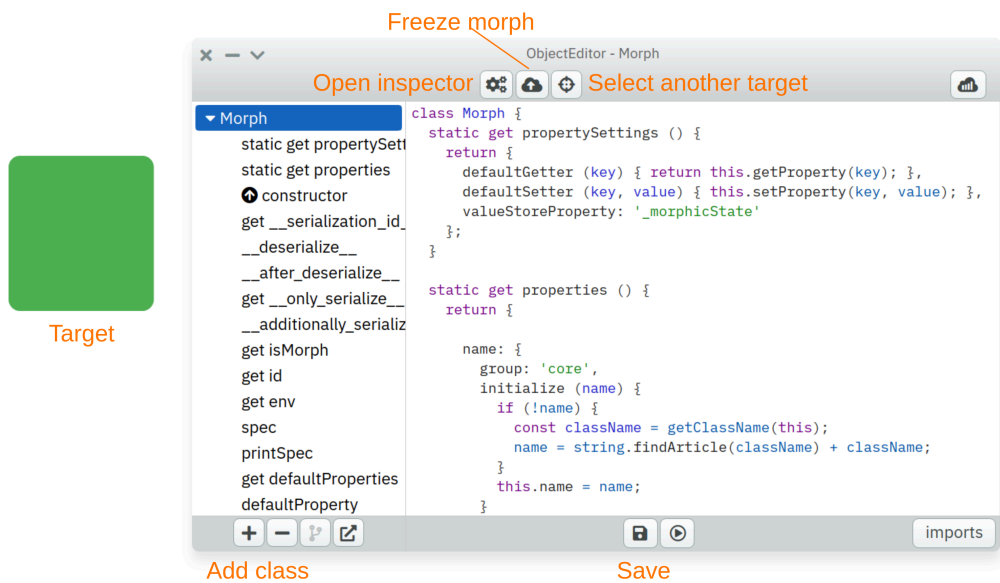 Freeze morph
ObjectEditor - Morph
Open inspector
Select another target
Morph
static get propertySett
static get properties
constructor
get __serialization_id_
__deserialize__
__after_deserialize__
get __only_serialize__
__additionally_serializ
get isMorph
get id
get env
spec
printSpec
get defaultProperties
defaultProperty
class Morph {
static get propertySettings () {
return {
defaultGetter (key) { return this.getProperty(key); },
defaultSetter (key, value) { this.setProperty(key, value); },
valueStoreProperty: '_morphicState'
};
}
static get properties () {
return {
name: {
group: 'core',
initialize (name) {
if (!name) {
const className = getClassName(this);
name = string.findArticle(className) + className;
}
this.name = name;
}
Target
imports
Add class
Save